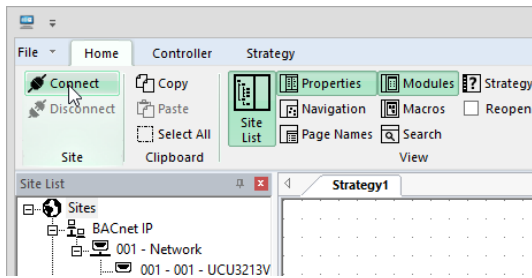 File Home Controller Strategy
Connect Copy Properties Modules Strategy
Disconnect Paste Navigation Macros Reopen
Select All Site List Page Names Search
Site Clipboard View
Site List Strategy1
Sites
BACnet IP
001 - Network
001 - 001 - UCU3213V